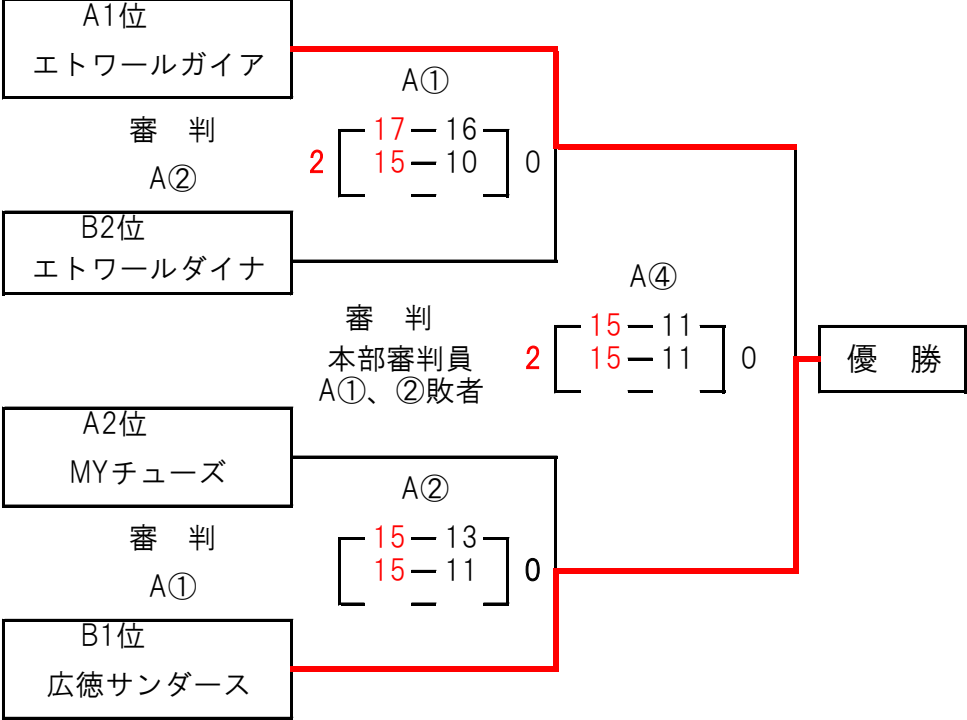 A1位
エトワールガイア
審　判
A②
B2位
エトワールダイナ
A①
17 ― 16
2 15 ― 10 0
―
審　判
本部審判員
A①、②敗者
A④
15 ― 11
2 15 ― 11 0
―
優　勝
A2位
MYチューズ
審　判
A①
B1位
広徳サンダース
A②
15 ― 13
15 ― 11 0
―